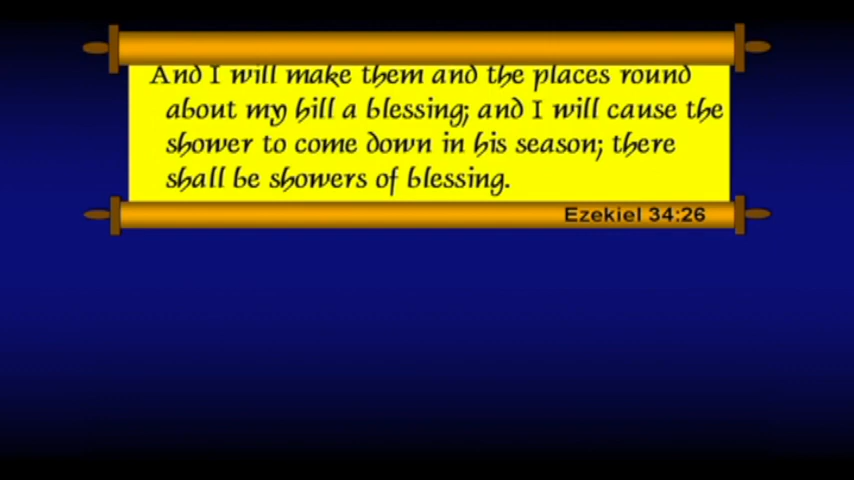 And I will make them and the places round
about my hill a blessing; and I will cause the
shower to come down in his season; there
shall be showers of blessing.
Ezekiel 34:26